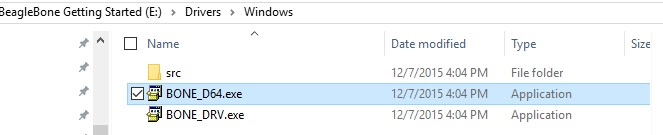 BeagleBone Getting Started (E:) > Drivers > Windows
Name Date modified Type Size
src 12/7/2015 4:04 PM File folder
BONE_D64.exe 12/7/2015 4:04 PM Application
BONE_DRV.exe 12/7/2015 4:04 PM Application